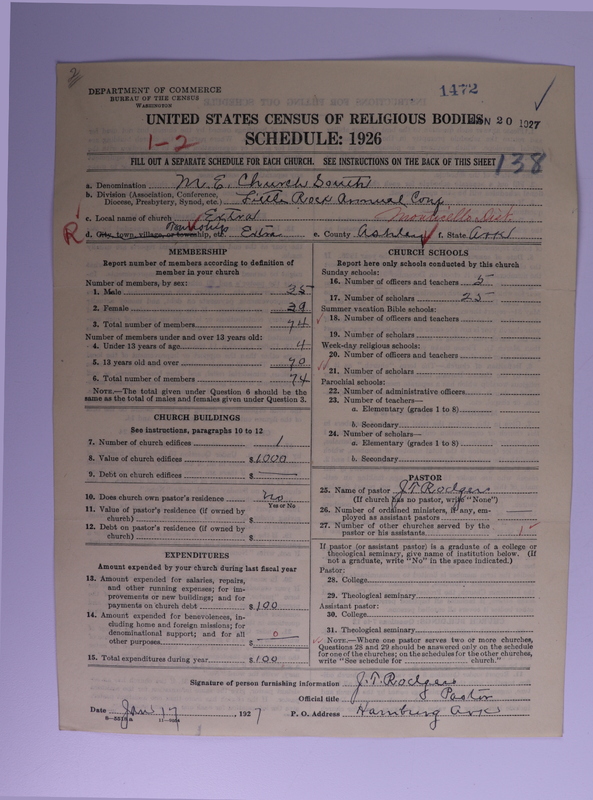 2
DEPARTMENT OF COMMERCE
BUREAU OF THE CENSUS
WASHINGTON
1472
UNITED STATES CENSUS OF RELIGIOUS BODIES
JAN 20 1927
1-2
SCHEDULE: 1926
FILL OUT A SEPARATE SCHEDULE FOR EACH CHURCH. SEE INSTRUCTIONS ON THE BACK OF THIS SHEET
138
a. Denomination M. E. Church South
b. Division (Association, Conference, Diocese, Presbytery, Synod, etc.) Little Rock Annual Conf.
c. Local name of church Extra Monticello Dist.
R d. City, town, village, or township, etc. Township Extra e. County Ashley f. State Ark
MEMBERSHIP
Report number of members according to definition of
member in your church
Number of members, by sex:
1. Male 35
2. Female 39
3. Total number of members 74
Number of members under and over 13 years old:
4. Under 13 years of age 4
5. 13 years old and over 70
6. Total number of members 74
NOTE.—The total given under Question 6 should be the
same as the total of males and females given under Question 3.
CHURCH BUILDINGS
See instructions, paragraphs 10 to 12
7. Number of church edifices 1
8. Value of church edifices $1000
9. Debt on church edifices $
10. Does church own pastor's residence No
Yes or No
11. Value of pastor's residence (if owned by
church) $
12. Debt on pastor's residence (if owned by
church) $
EXPENDITURES
Amount expended by your church during last fiscal year
13. Amount expended for salaries, repairs,
and other running expenses; for im-
provements or new buildings; and for
payments on church debt $100
14. Amount expended for benevolences, in-
cluding home and foreign missions; for
denominational support; and for all
other purposes $ 0
15. Total expenditures during year $100
CHURCH SCHOOLS
Report here only schools conducted by this church
Sunday schools:
16. Number of officers and teachers 5
17. Number of scholars 25
Summer vacation Bible schools:
18. Number of officers and teachers
19. Number of scholars
Week-day religious schools:
20. Number of officers and teachers
21. Number of scholars
Parochial schools:
22. Number of administrative officers
23. Number of teachers—
a. Elementary (grades 1 to 8)
b. Secondary
24. Number of scholars—
a. Elementary (grades 1 to 8)
b. Secondary
PASTOR
25. Name of pastor J. T. Rodgers
(If church has no pastor, write "None")
26. Number of ordained ministers, if any, em-
ployed as assistant pastors
27. Number of other churches served by the
pastor or his assistants
If pastor (or assistant pastor) is a graduate of a college or
theological seminary, give name of institution below. (If
not a graduate, write "No" in the space indicated.)
Pastor:
28. College
29. Theological seminary
Assistant pastor:
30. College
31. Theological seminary
NOTE.—Where one pastor serves two or more churches,
Questions 28 and 29 should be answered only on the schedule
for one of the churches; on the schedules for the other churches,
write "See schedule for church."
Signature of person furnishing information J. T. Rodgers
Official title Pastor
Date Jan 17, 1927 P. O. Address Hamburg Ark